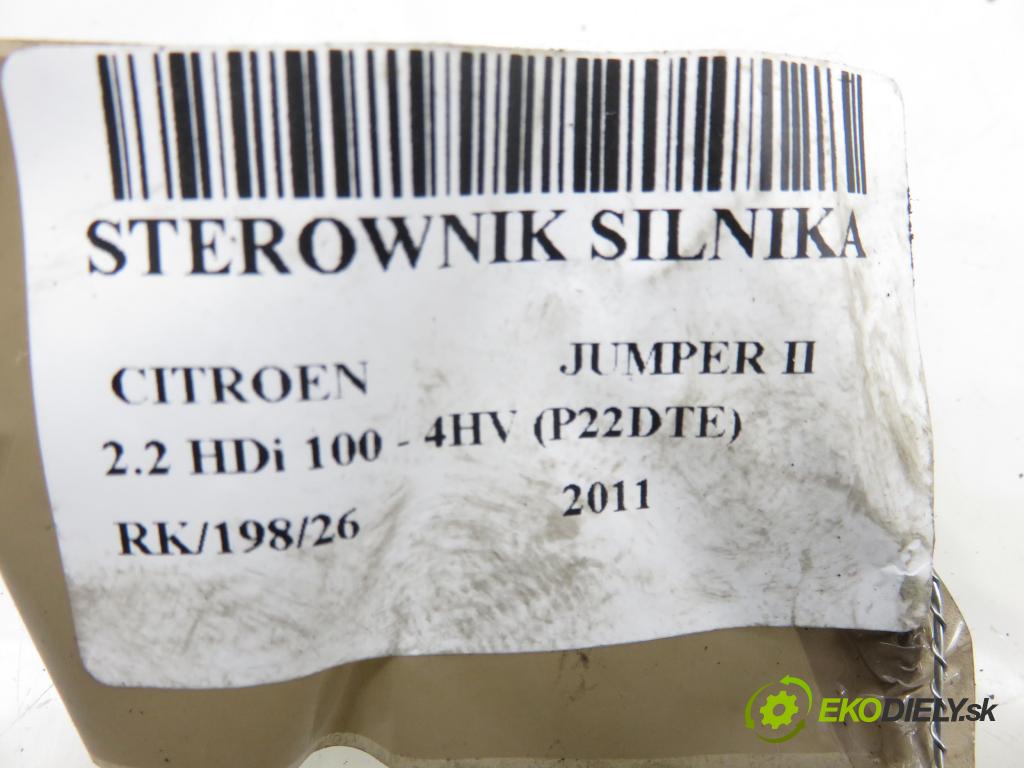 STEROWNIK SILNIKA
CITROEN JUMPER II
2.2 HDi 100 - 4HV (P22DTE)
RK/198/26 2011
EKODIELY.sk